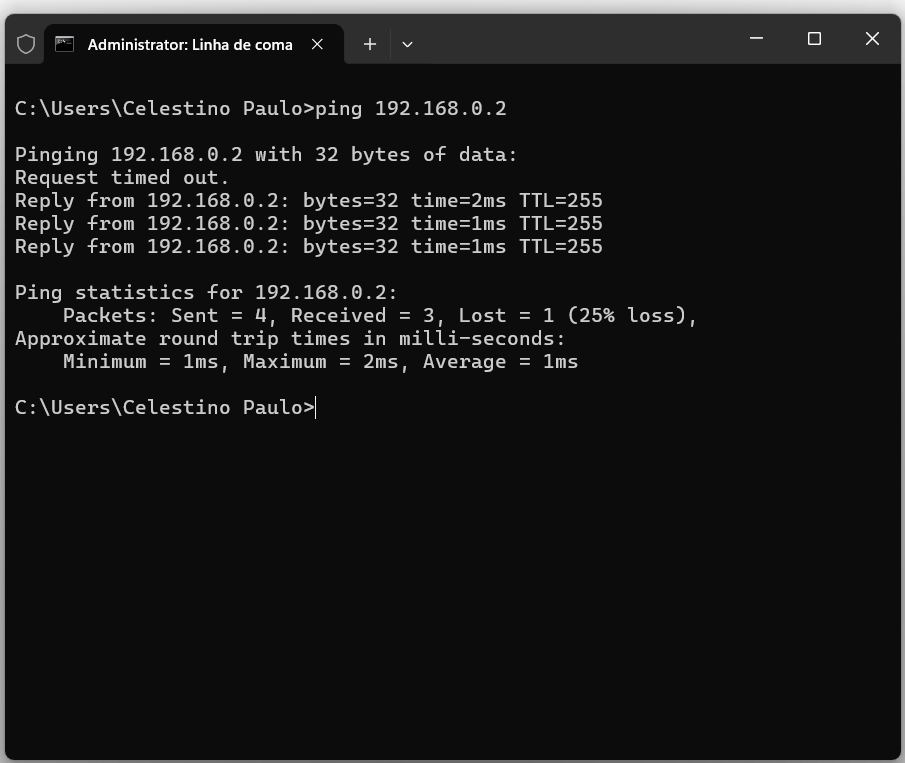 Administrator: Linha de coma
C:\Users\Celestino Paulo>ping 192.168.0.2
Pinging 192.168.0.2 with 32 bytes of data:
Request timed out.
Reply from 192.168.0.2: bytes=32 time=2ms TTL=255
Reply from 192.168.0.2: bytes=32 time=1ms TTL=255
Reply from 192.168.0.2: bytes=32 time=1ms TTL=255
Ping statistics for 192.168.0.2:
    Packets: Sent = 4, Received = 3, Lost = 1 (25% loss),
Approximate round trip times in milli-seconds:
    Minimum = 1ms, Maximum = 2ms, Average = 1ms
C:\Users\Celestino Paulo>